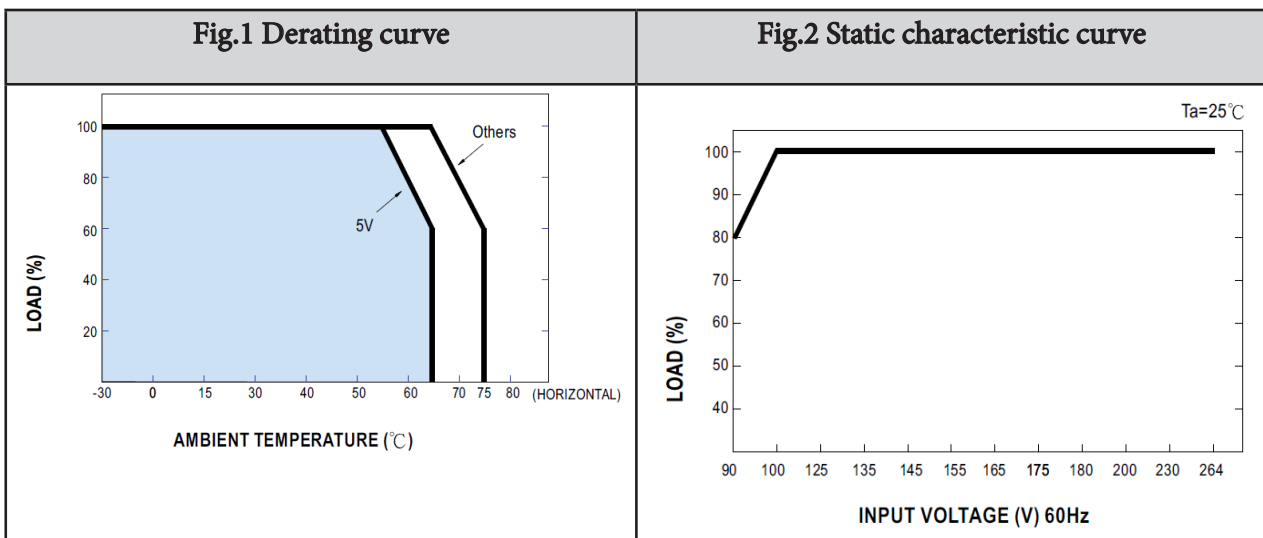 Fig.1 Derating curve
100
80
60
40
20
LOAD (%)
Others
5V
-30 0 15 30 40 50 60 70 75 80 (HORIZONTAL)
AMBIENT TEMPERATURE (℃)
Fig.2 Static characteristic curve
Ta=25℃
100
90
80
70
60
50
40
LOAD (%)
90 100 125 135 145 155 165 175 180 200 230 264
INPUT VOLTAGE (V) 60Hz